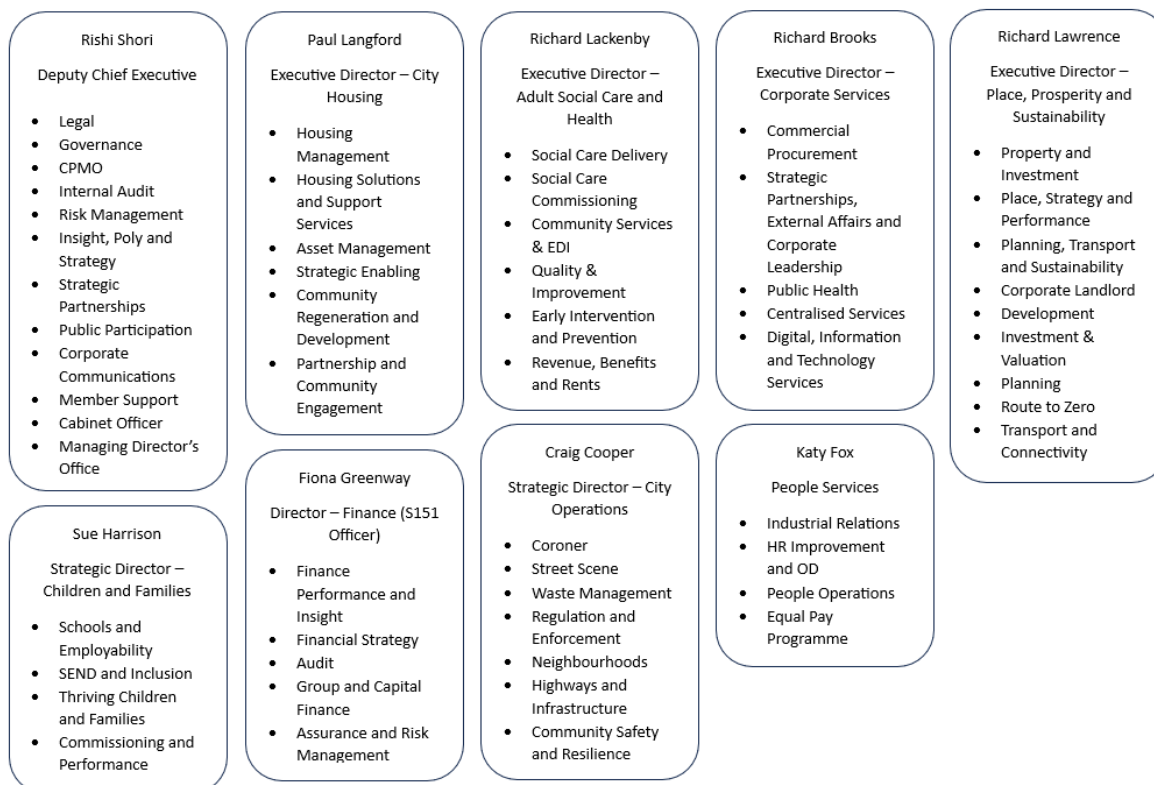 Rishi Shori
Deputy Chief Executive
• Legal
• Governance
• CPMO
• Internal Audit
• Risk Management
• Insight, Poly and
Strategy
• Strategic
Partnerships
• Public Participation
• Corporate
Communications
• Member Support
• Cabinet Officer
• Managing Director’s
Office
Paul Langford
Executive Director – City
Housing
• Housing
Management
• Housing Solutions
and Support
Services
• Asset Management
• Strategic Enabling
• Community
Regeneration and
Development
• Partnership and
Community
Engagement
Richard Lackenby
Executive Director –
Adult Social Care and
Health
• Social Care Delivery
• Social Care
Commissioning
• Community Services
& EDI
• Quality &
Improvement
• Early Intervention
and Prevention
• Revenue, Benefits
and Rents
Richard Brooks
Executive Director –
Corporate Services
• Commercial
Procurement
• Strategic
Partnerships,
External Affairs and
Corporate
Leadership
• Public Health
• Centralised Services
• Digital, Information
and Technology
Services
Richard Lawrence
Executive Director –
Place, Prosperity and
Sustainability
• Property and
Investment
• Place, Strategy and
Performance
• Planning, Transport
and Sustainability
• Corporate Landlord
• Development
• Investment &
Valuation
• Planning
• Route to Zero
• Transport and
Connectivity
Sue Harrison
Strategic Director –
Children and Families
• Schools and
Employability
• SEND and Inclusion
• Thriving Children
and Families
• Commissioning and
Performance
Fiona Greenway
Director – Finance (S151
Officer)
• Finance
Performance and
Insight
• Financial Strategy
• Audit
• Group and Capital
Finance
• Assurance and Risk
Management
Craig Cooper
Strategic Director – City
Operations
• Coroner
• Street Scene
• Waste Management
• Regulation and
Enforcement
• Neighbourhoods
• Highways and
Infrastructure
• Community Safety
and Resilience
Katy Fox
People Services
• Industrial Relations
• HR Improvement
and OD
• People Operations
• Equal Pay
Programme